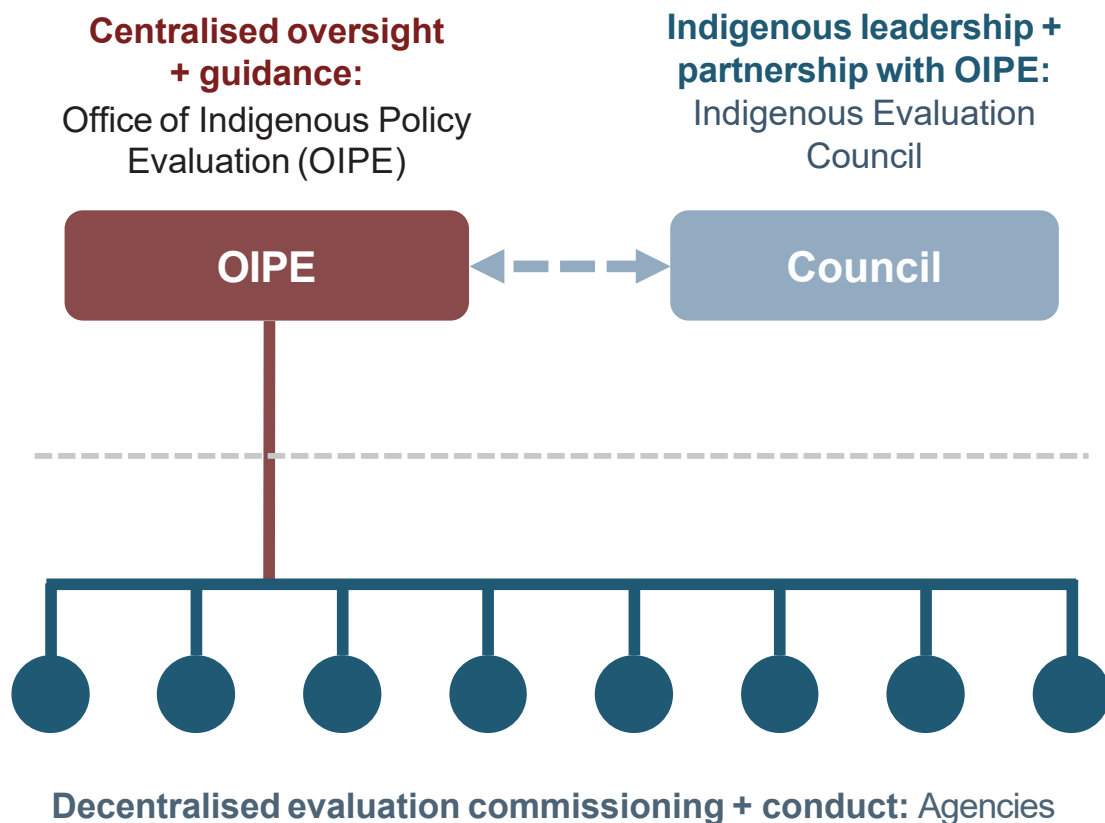 Centralised oversight
+ guidance:
Office of Indigenous Policy
Evaluation (OIPE)
Indigenous leadership +
partnership with OIPE:
Indigenous Evaluation
Council
OIPE
Council
Decentralised evaluation commissioning + conduct: Agencies